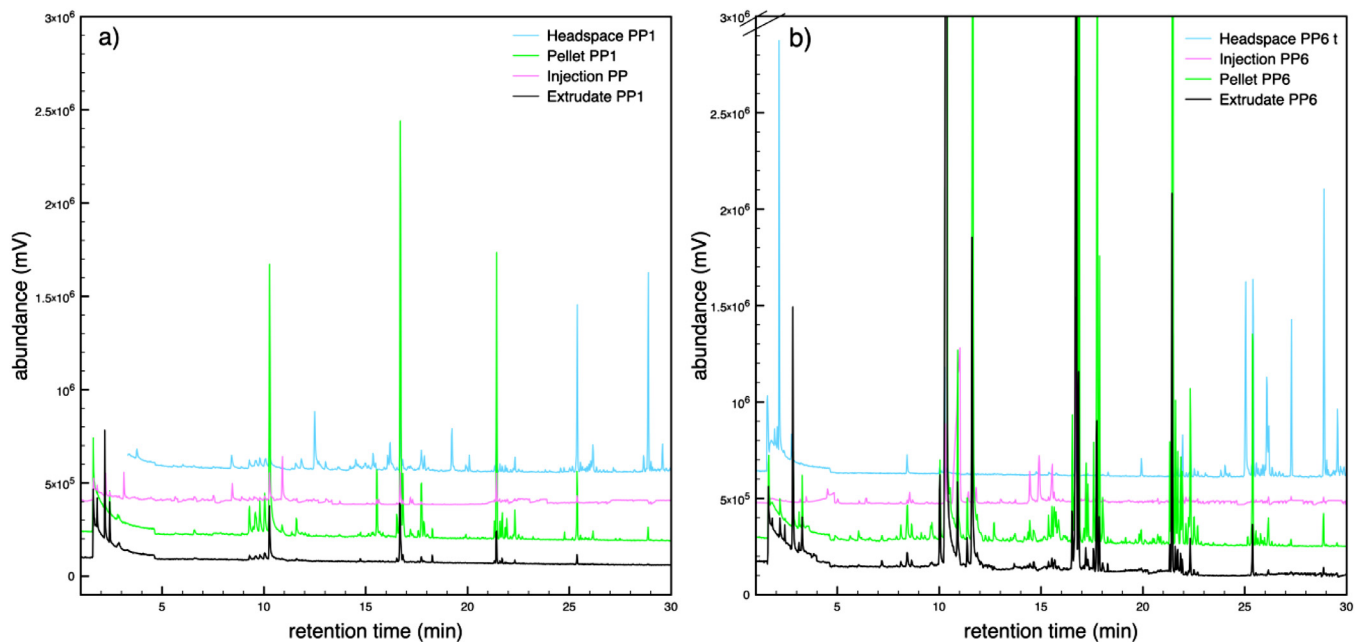 a)
Headspace PP1
Pellet PP1
Injection PP
Extrudate PP1
3×10⁶
2.5×10⁶
2×10⁶
1.5×10⁶
10⁶
5×10⁵
0
abundance (mV)
5 10 15 20 25 30
retention time (min)
b)
Headspace PP6 t
Injection PP6
Pellet PP6
Extrudate PP6
3×10⁶
2.5×10⁶
2×10⁶
1.5×10⁶
10⁶
5×10⁵
0
abundance (mV)
5 10 15 20 25 30
retention time (min)